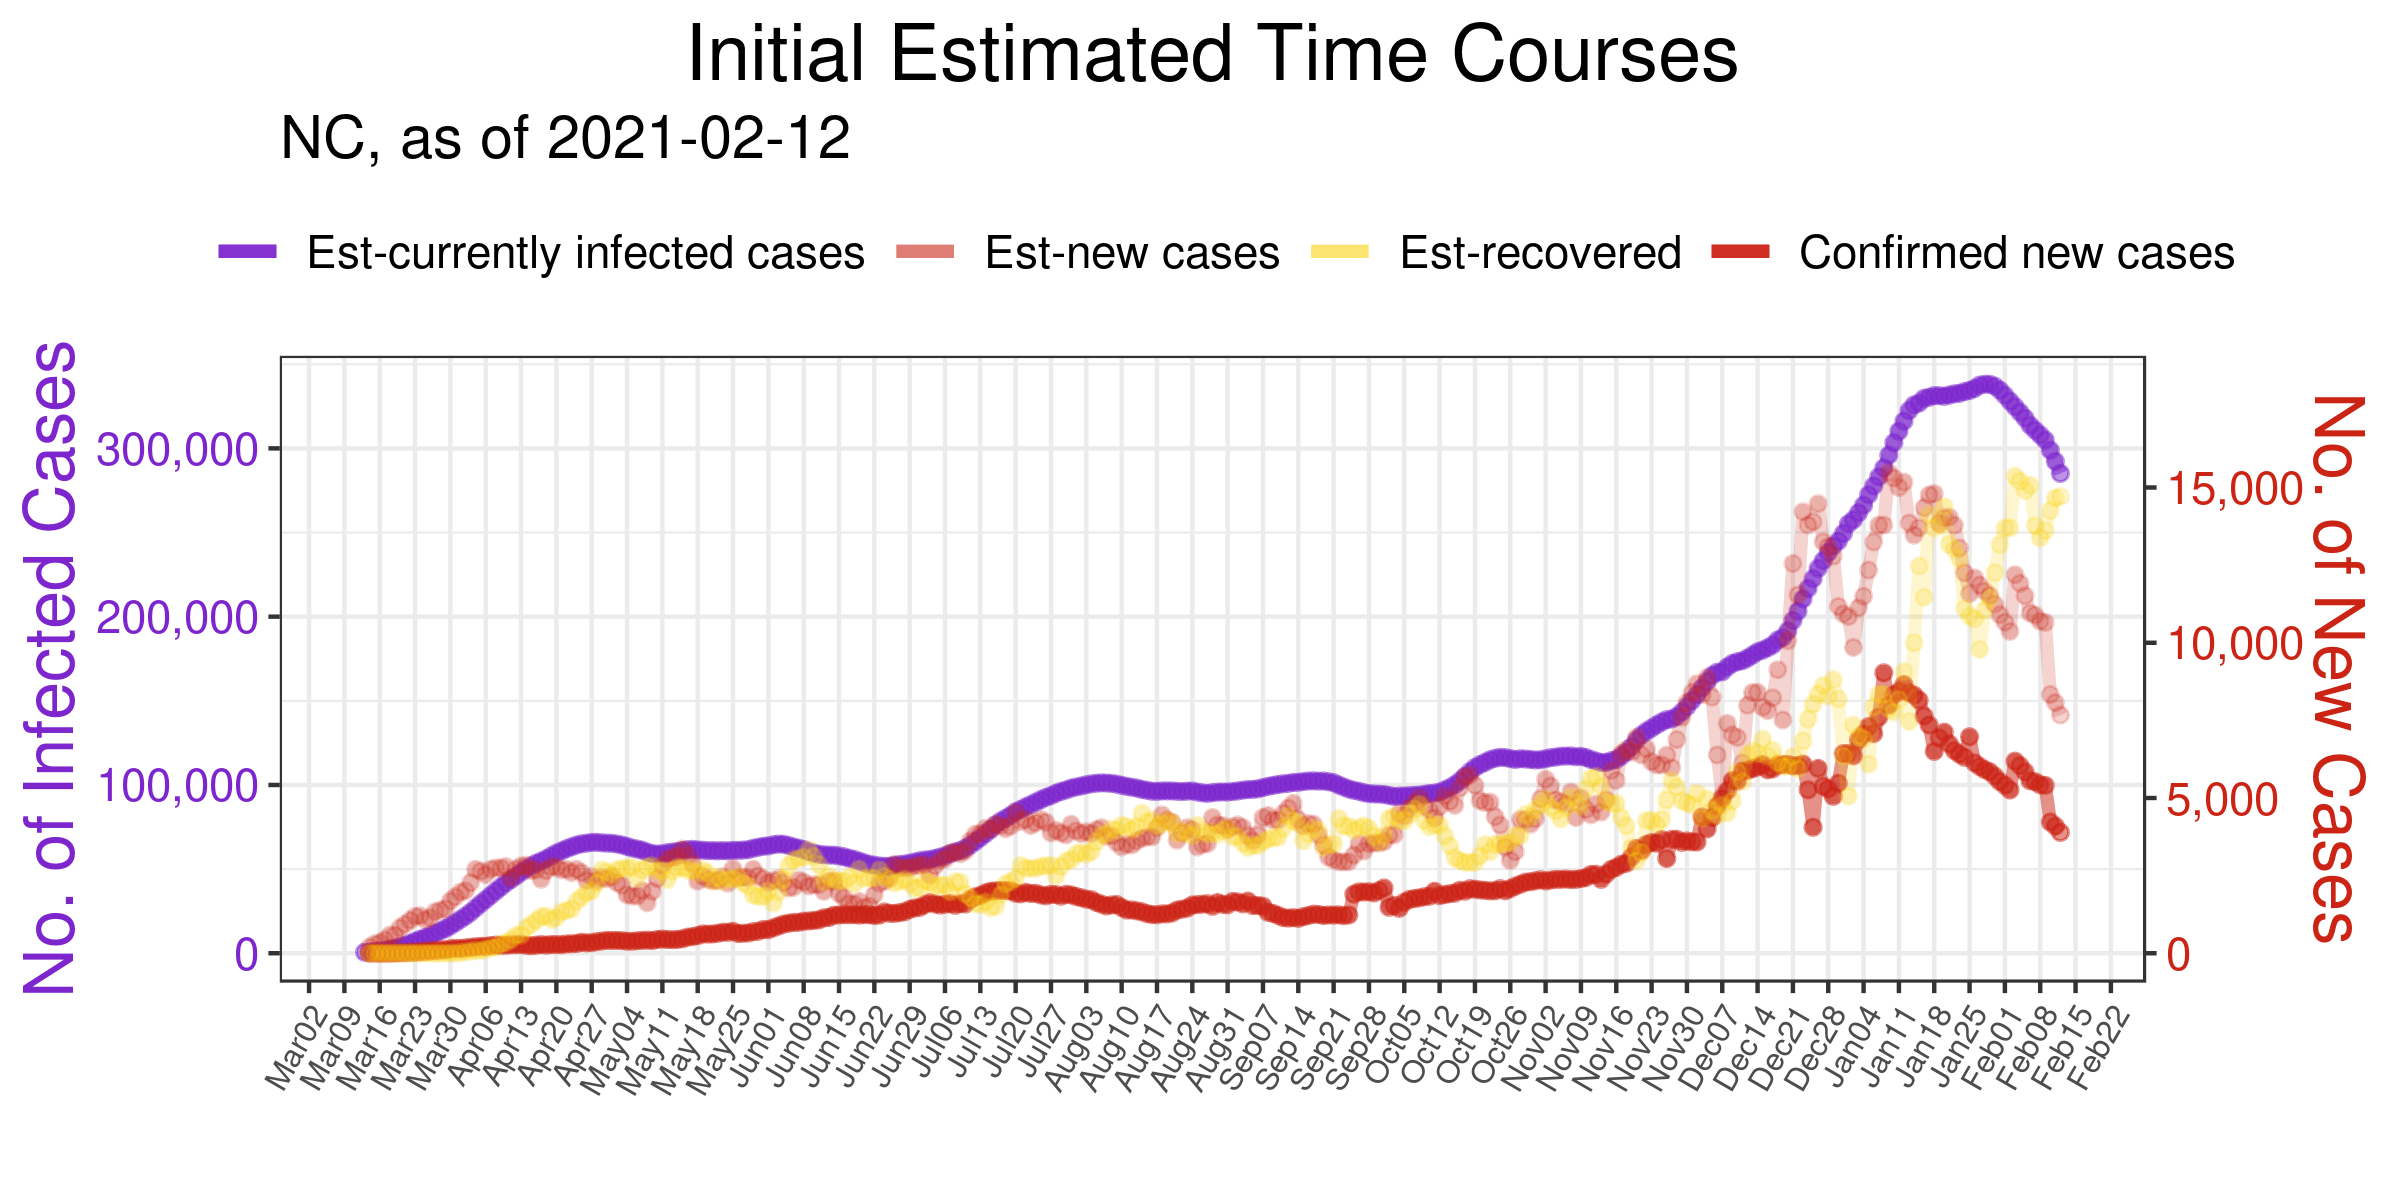 Initial Estimated Time Courses
NC, as of 2021-02-12
Est-currently infected cases
Est-new cases
Est-recovered
Confirmed new cases
No. of Infected Cases
300,000
200,000
100,000
0
No. of New Cases
15,000
10,000
5,000
0
Mar02
Mar09
Mar16
Mar23
Mar30
Apr06
Apr13
Apr20
Apr27
May04
May11
May18
May25
Jun01
Jun08
Jun15
Jun22
Jun29
Jul06
Jul13
Jul20
Jul27
Aug03
Aug10
Aug17
Aug24
Aug31
Sep07
Sep14
Sep21
Sep28
Oct05
Oct12
Oct19
Oct26
Nov02
Nov09
Nov16
Nov23
Nov30
Dec07
Dec14
Dec21
Dec28
Jan04
Jan11
Jan18
Jan25
Feb01
Feb08
Feb15
Feb22